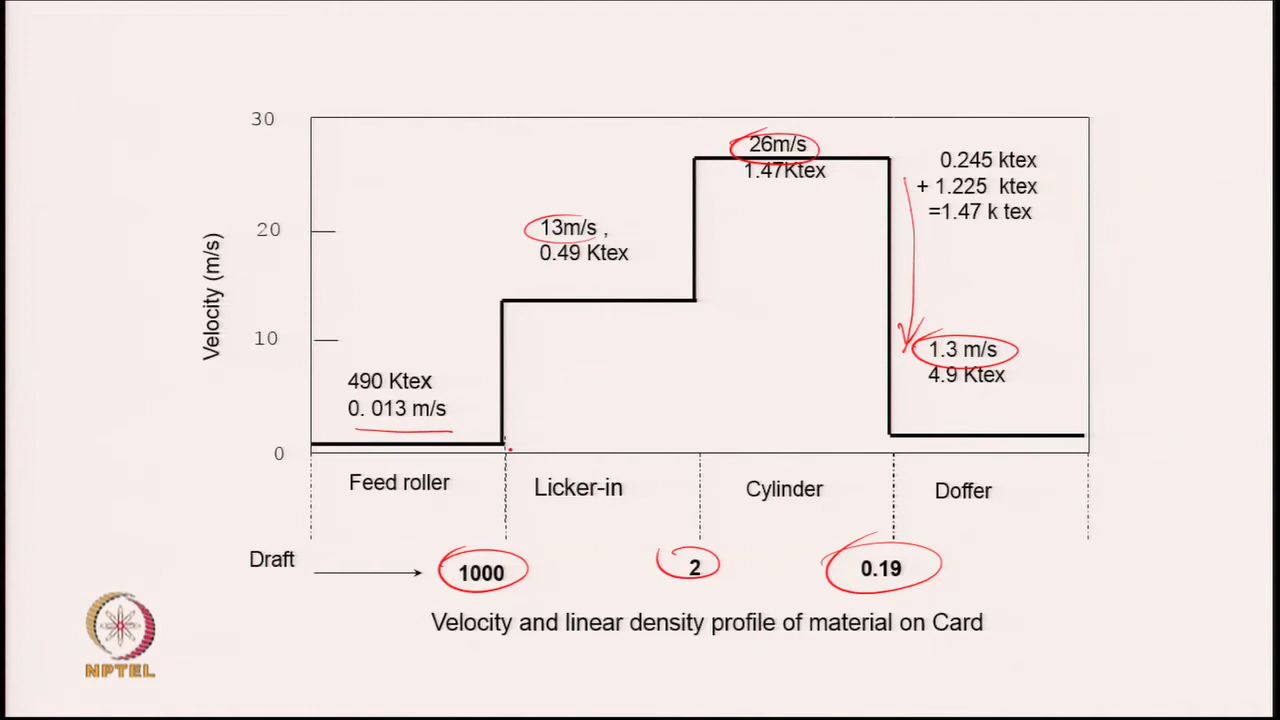 30
26m/s
1.47Ktex
0.245 ktex
+ 1.225 ktex
=1.47 k tex
20
13m/s ,
0.49 Ktex
Velocity (m/s)
10
1.3 m/s
4.9 Ktex
490 Ktex
0. 013 m/s
0
Feed roller
Licker-in
Cylinder
Doffer
Draft
1000
2
0.19
Velocity and linear density profile of material on Card
NPTEL